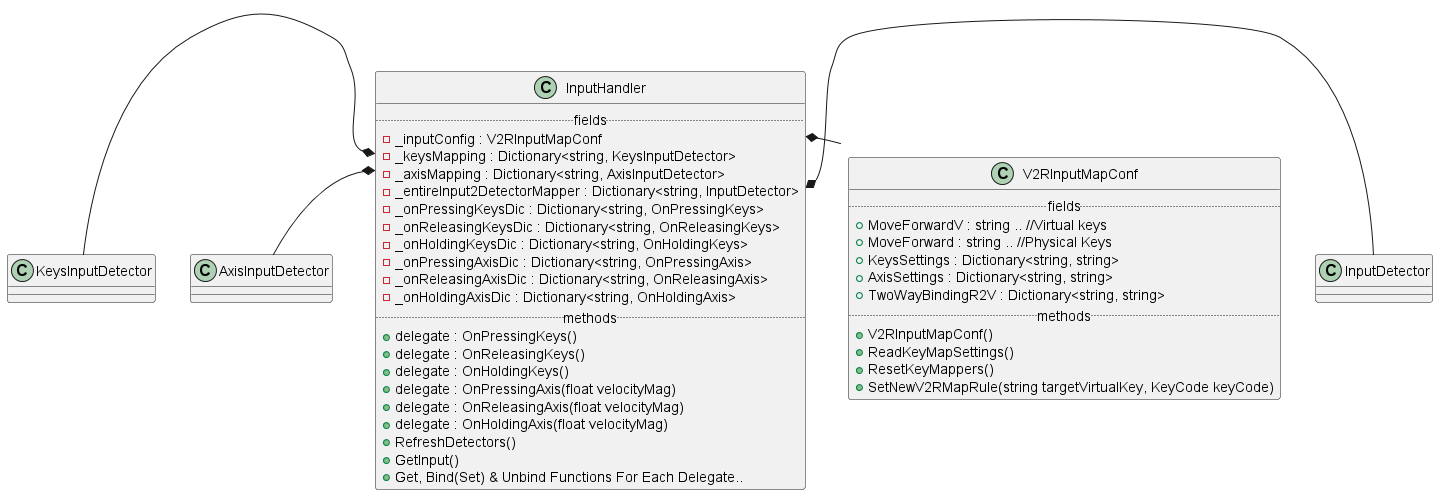 C InputHandler
fields
_inputConfig : V2RInputMapConf
_keysMapping : Dictionary<string, KeysInputDetector>
_axisMapping : Dictionary<string, AxisInputDetector>
_entireInput2DetectorMapper : Dictionary<string, InputDetector>
_onPressingKeysDic : Dictionary<string, OnPressingKeys>
_onReleasingKeysDic : Dictionary<string, OnReleasingKeys>
_onHoldingKeysDic : Dictionary<string, OnHoldingKeys>
_onPressingAxisDic : Dictionary<string, OnPressingAxis>
_onReleasingAxisDic : Dictionary<string, OnReleasingAxis>
_onHoldingAxisDic : Dictionary<string, OnHoldingAxis>
methods
delegate : OnPressingKeys()
delegate : OnReleasingKeys()
delegate : OnHoldingKeys()
delegate : OnPressingAxis(float velocityMag)
delegate : OnReleasingAxis(float velocityMag)
delegate : OnHoldingAxis(float velocityMag)
RefreshDetectors()
GetInput()
Get, Bind(Set) & Unbind Functions For Each Delegate..
C V2RInputMapConf
fields
MoveForwardV : string .. //Virtual keys
MoveForward : string .. //Physical Keys
KeysSettings : Dictionary<string, string>
AxisSettings : Dictionary<string, string>
TwoWayBindingR2V : Dictionary<string, string>
methods
V2RInputMapConf()
ReadKeyMapSettings()
ResetKeyMappers()
SetNewV2RMapRule(string targetVirtualKey, KeyCode keyCode)
C KeysInputDetector
C AxisInputDetector
C InputDetector